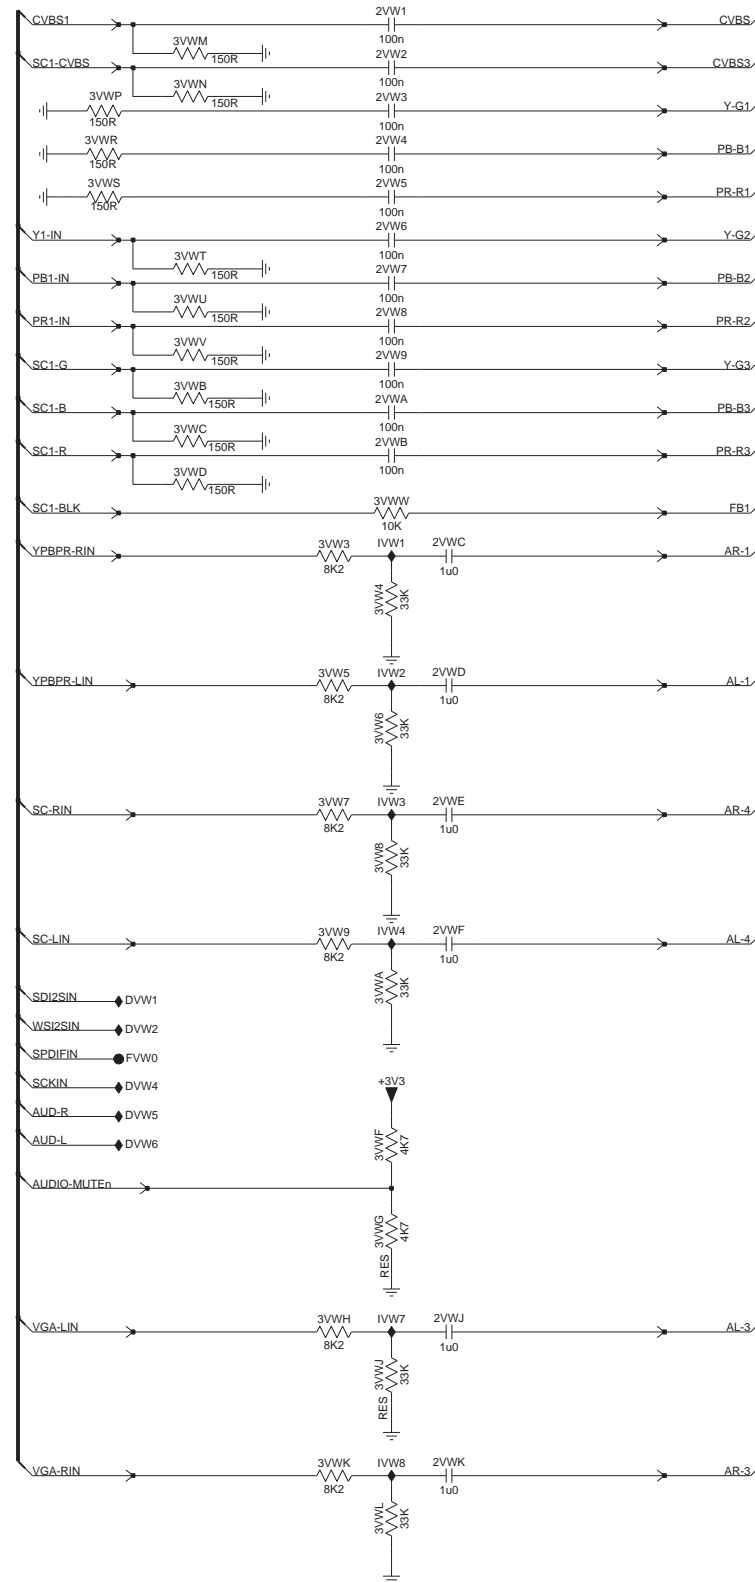 CVBS1
2VW1
100n
CVBS
3VWM
150R
SC1-CVBS
2VW2
100n
CVBS3
3VWN
150R
3VWP
150R
2VW3
100n
Y-G1
3VWR
150R
2VW4
100n
PB-B1
3VWS
150R
2VW5
100n
PR-R1
Y1-IN
2VW6
100n
Y-G2
3VWT
150R
PB1-IN
2VW7
100n
PB-B2
3VWU
150R
PR1-IN
2VW8
100n
PR-R2
3VWV
150R
SC1-G
2VW9
100n
Y-G3
3VWB
150R
SC1-B
2VWA
100n
PB-B3
3VWC
150R
SC1-R
2VWB
100n
PR-R3
3VWD
150R
SC1-BLK
3VWW
10K
FB1
YPBPR-RIN
3VW3
8K2
IVW1
2VWC
1u0
AR-1
3VW4
33K
YPBPR-LIN
3VW5
8K2
IVW2
2VWD
1u0
AL-1
3VW6
33K
SC-RIN
3VW7
8K2
IVW3
2VWE
1u0
AR-4
3VW8
33K
SC-LIN
3VW9
8K2
IVW4
2VWF
1u0
AL-4
3VWA
33K
SDI2SIN
DVW1
WSI2SIN
DVW2
SPDIFIN
FVW0
SCKIN
DVW4
AUD-R
DVW5
AUD-L
DVW6
+3V3
3VWF
4K7
AUDIO-MUTEn
3VWG
4K7
RES
VGA-LIN
3VWH
8K2
IVW7
2VWJ
1u0
AL-3
3VWJ
33K
RES
VGA-RIN
3VWK
8K2
IVW8
2VWK
1u0
AR-3
3VWL
33K